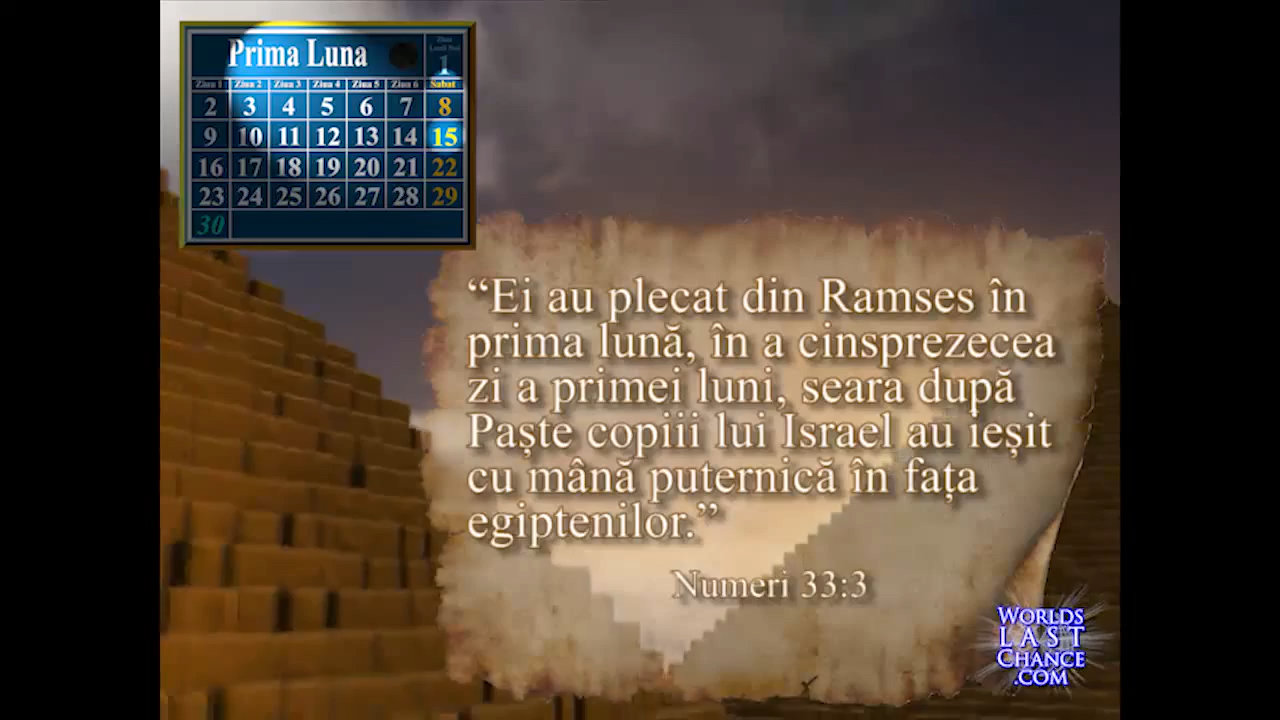 Prima Luna
Ziua Lunii Noi
1
Ziua 1 Ziua 2 Ziua 3 Ziua 4 Ziua 5 Ziua 6 Sabat
2 3 4 5 6 7 8
9 10 11 12 13 14 15
16 17 18 19 20 21 22
23 24 25 26 27 28 29
30
“Ei au plecat din Ramses în
prima lună, în a cinsprezecea
zi a primei luni, seara după
Paște copiii lui Israel au ieșit
cu mână puternică în fața
egiptenilor.”
Numeri 33:3
WORLDS
LAST
CHANCE
.COM